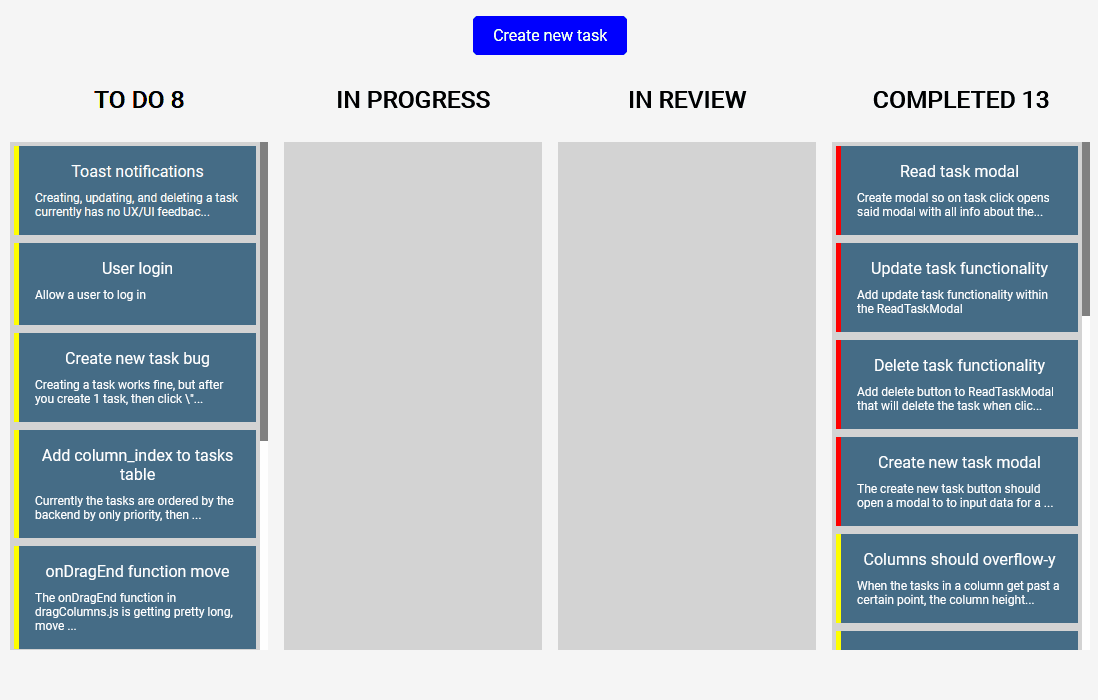 Create new task
TO DO 8
IN PROGRESS
IN REVIEW
COMPLETED 13
Toast notifications
Creating, updating, and deleting a task
currently has no UX/UI feedbac...
User login
Allow a user to log in
Create new task bug
Creating a task works fine, but after
you create 1 task, then click \"...
Add column_index to tasks
table
Currently the tasks are ordered by the
backend by only priority, then ...
onDragEnd function move
The onDragEnd function in
dragColumns.js is getting pretty long,
move ...
Read task modal
Create modal so on task click opens
said modal with all info about the...
Update task functionality
Add update task functionality within
the ReadTaskModal
Delete task functionality
Add delete button to ReadTaskModal
that will delete the task when clic...
Create new task modal
The create new task button should
open a modal to to input data for a ...
Columns should overflow-y
When the tasks in a column get past a
certain point, the column height...